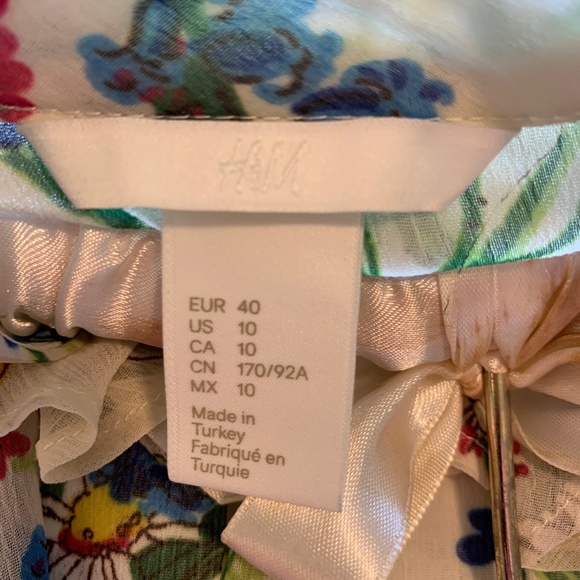 H&M
EUR 40
US 10
CA 10
CN 170/92A
MX 10
Made in
Turkey
Fabriqué en
Turquie